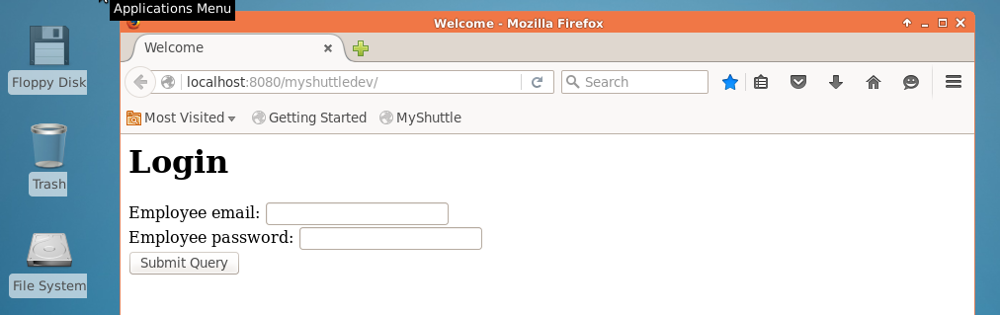 Applications Menu
Welcome - Mozilla Firefox
Welcome
localhost:8080/myshuttledev/
Search
Most Visited
Getting Started
MyShuttle
Floppy Disk
Trash
File System
Login
Employee email:
Employee password:
Submit Query